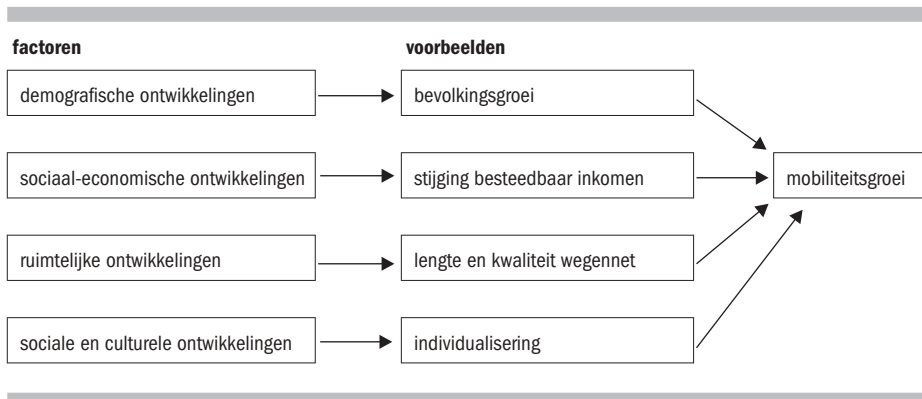 factoren voorbeelden
demografische ontwikkelingen bevolkingsgroei
sociaal-economische ontwikkelingen stijging besteedbaar inkomen mobiliteitsgroei
ruimtelijke ontwikkelingen lengte en kwaliteit wegennet
sociale en culturele ontwikkelingen individualisering